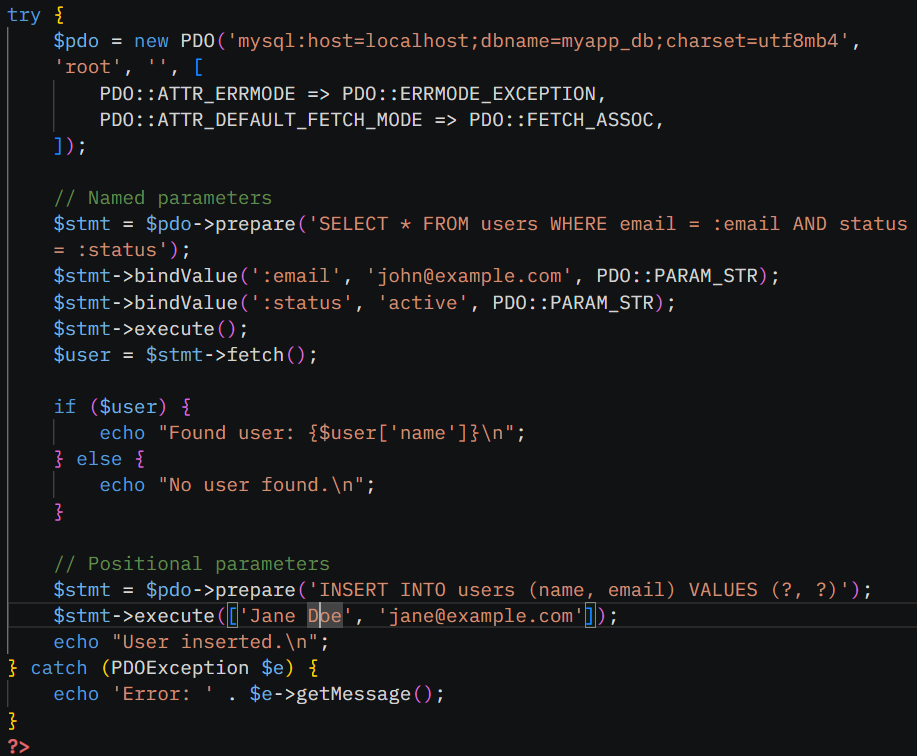 try {
    $pdo = new PDO('mysql:host=localhost;dbname=myapp_db;charset=utf8mb4',
    'root', '', [
        PDO::ATTR_ERRMODE => PDO::ERRMODE_EXCEPTION,
        PDO::ATTR_DEFAULT_FETCH_MODE => PDO::FETCH_ASSOC,
    ]);

    // Named parameters
    $stmt = $pdo->prepare('SELECT * FROM users WHERE email = :email AND status
    = :status');
    $stmt->bindValue(':email', 'john@example.com', PDO::PARAM_STR);
    $stmt->bindValue(':status', 'active', PDO::PARAM_STR);
    $stmt->execute();
    $user = $stmt->fetch();

    if ($user) {
        echo "Found user: {$user['name']}\n";
    } else {
        echo "No user found.\n";
    }

    // Positional parameters
    $stmt = $pdo->prepare('INSERT INTO users (name, email) VALUES (?, ?)');
    $stmt->execute(['Jane Doe', 'jane@example.com']);
    echo "User inserted.\n";
} catch (PDOException $e) {
    echo 'Error: ' . $e->getMessage();
}
?>